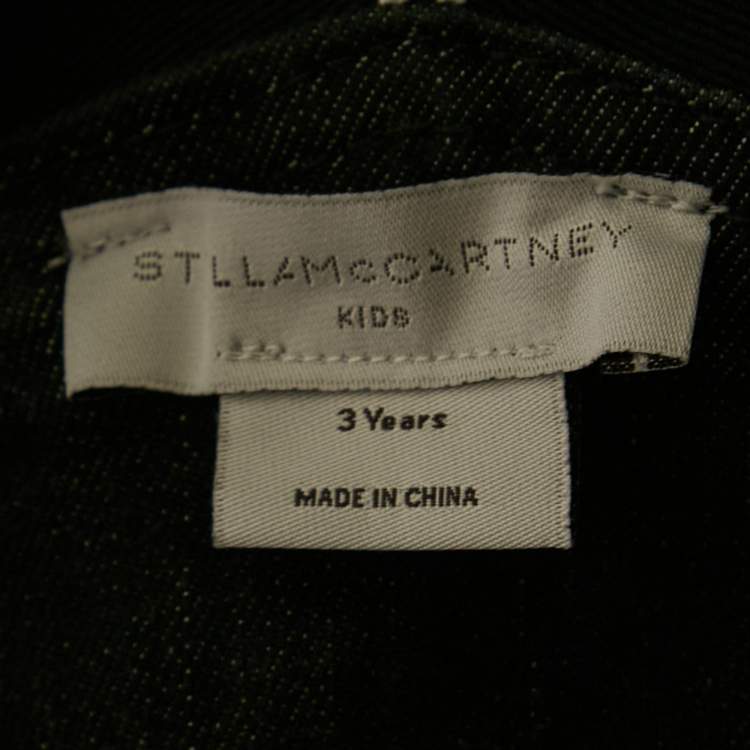 STLLAMcCARTNEY
KIDS
3 Years
MADE IN CHINA